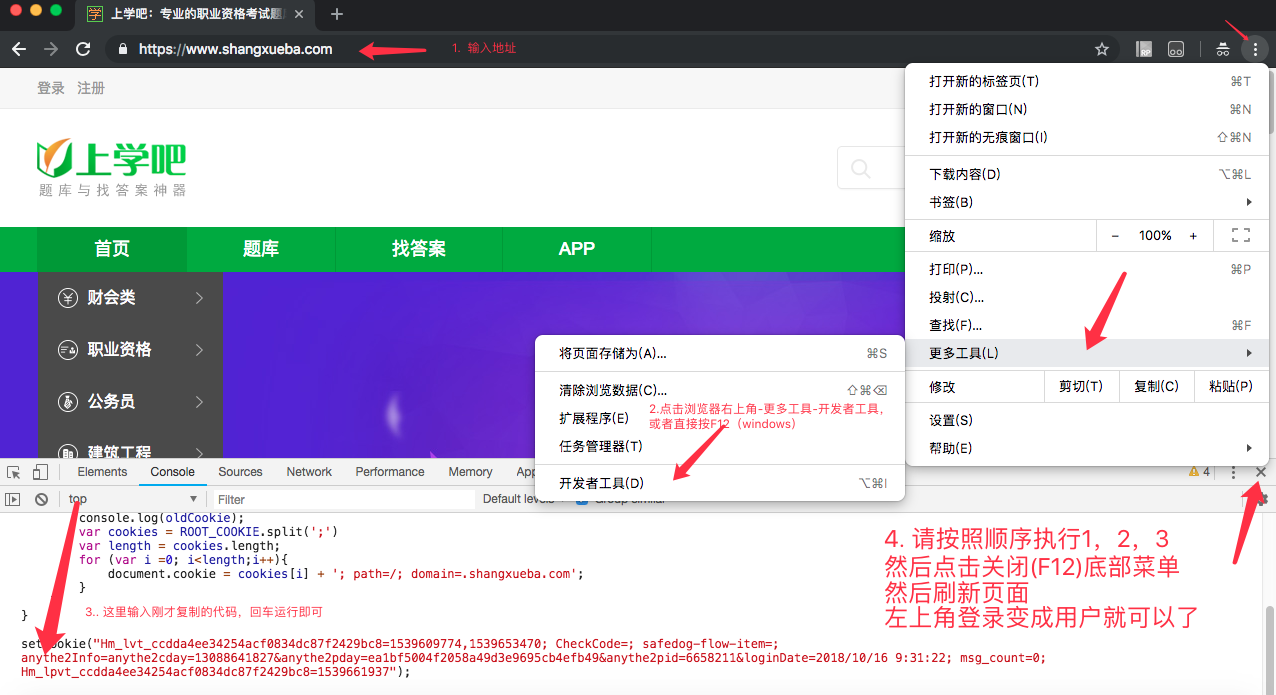 上学吧：专业的职业资格考试题
https://www.shangxueba.com
1. 输入地址
登录 注册
上学吧
题库与找答案神器
首页 题库 找答案 APP
财会类
职业资格
公务员
建筑工程
打开新的标签页(T) ⌘T
打开新的窗口(N) ⌘N
打开新的无痕窗口(I) ⇧⌘N
下载内容(D) ⌥⌘L
书签(B)
缩放 − 100% +
打印(P)... ⌘P
投射(C)...
查找(F)... ⌘F
更多工具(L)
修改 剪切(T) 复制(C) 粘贴(P)
设置(S)
帮助(E)
将页面存储为(A)... ⌘S
清除浏览数据(C)... ⇧⌘⌫
扩展程序(E)
任务管理器(T)
开发者工具(D) ⌥⌘I
2.点击浏览器右上角-更多工具-开发者工具，
或者直接按F12（windows）
Elements Console Sources Network Performance Memory App 4
top Filter Default levels Group similar
console.log(oldCookie);
var cookies = ROOT_COOKIE.split(';')
var length = cookies.length;
for (var i =0; i<length;i++){
document.cookie = cookies[i] + '; path=/; domain=.shangxueba.com';
}
}
3.. 这里输入刚才复制的代码，回车运行即可
setCookie("Hm_lvt_ccdda4ee34254acf0834dc87f2429bc8=1539609774,1539653470; CheckCode=; safedog-flow-item=;
anythe2Info=anythe2cday=13088641827&anythe2pday=ea1bf5004f2058a49d3e9695cb4efb49&anythe2pid=6658211&loginDate=2018/10/16 9:31:22; msg_count=0;
Hm_lpvt_ccdda4ee34254acf0834dc87f2429bc8=1539661937");
4. 请按照顺序执行1，2，3
然后点击关闭(F12)底部菜单
然后刷新页面
左上角登录变成用户就可以了